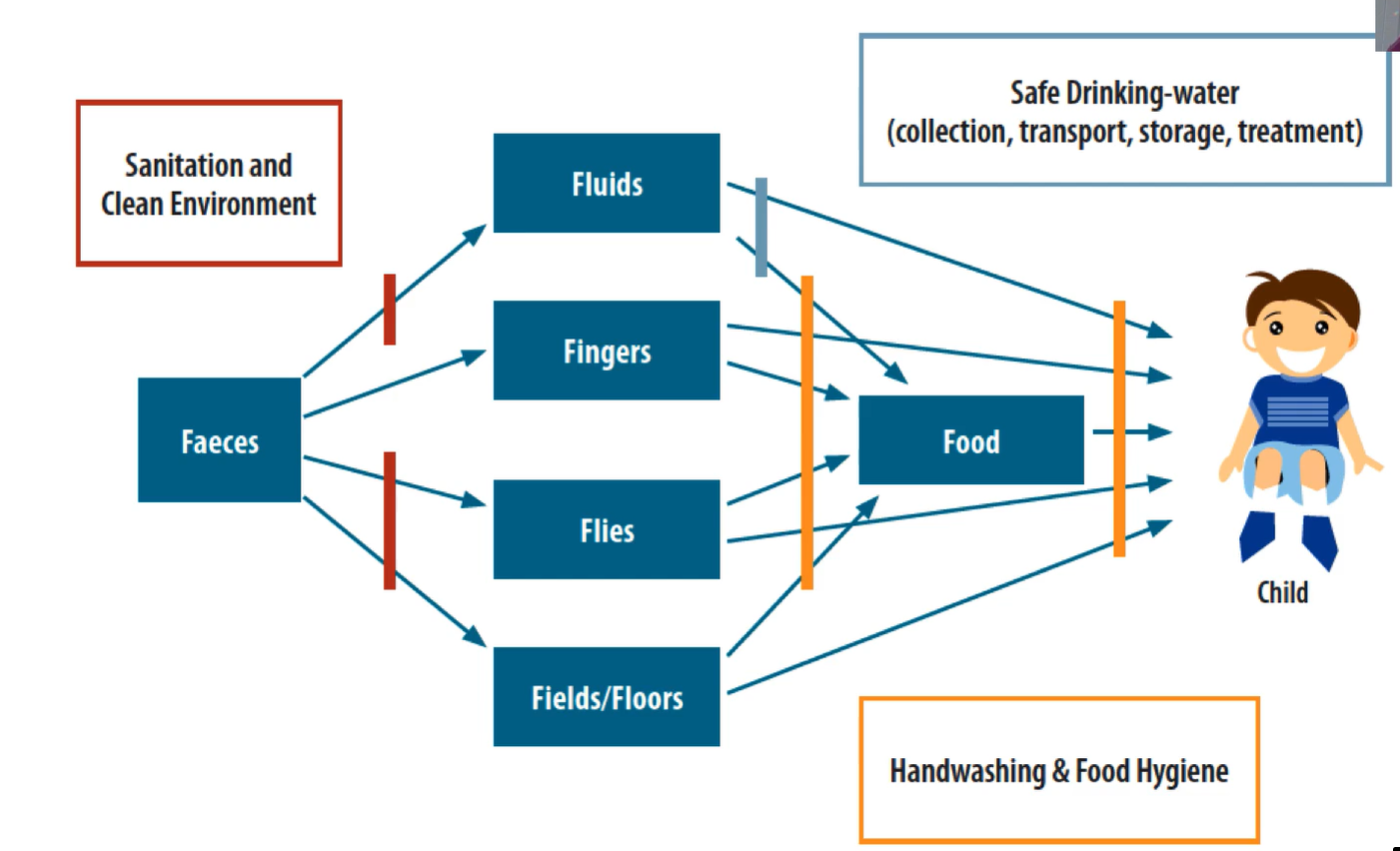 Sanitation and
Clean Environment
Safe Drinking-water
(collection, transport, storage, treatment)
Fluids
Fingers
Faeces
Food
Flies
Child
Fields/Floors
Handwashing & Food Hygiene